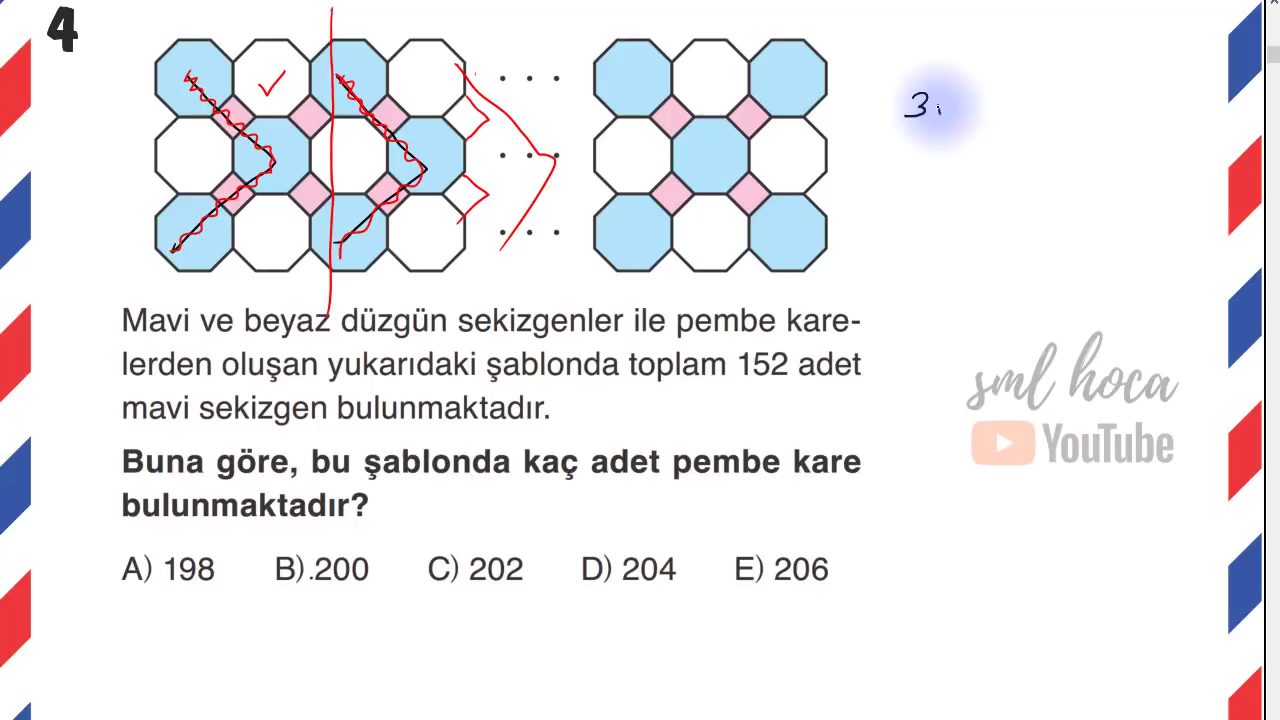 4
3
Mavi ve beyaz düzgün sekizgenler ile pembe kare-
lerden oluşan yukarıdaki şablonda toplam 152 adet
mavi sekizgen bulunmaktadır.
Buna göre, bu şablonda kaç adet pembe kare
bulunmaktadır?
A) 198 B) 200 C) 202 D) 204 E) 206
sml hoca
YouTube